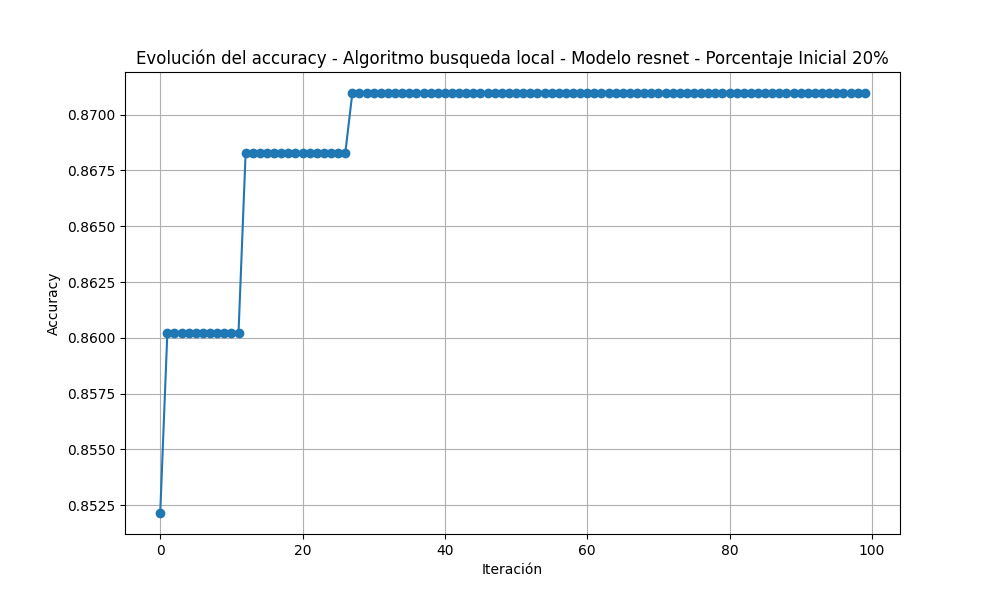 Evolución del accuracy - Algoritmo busqueda local - Modelo resnet - Porcentaje Inicial 20%
0.8700
0.8675
0.8650
0.8625
0.8600
0.8575
0.8550
0.8525
Accuracy
0 20 40 60 80 100
Iteración